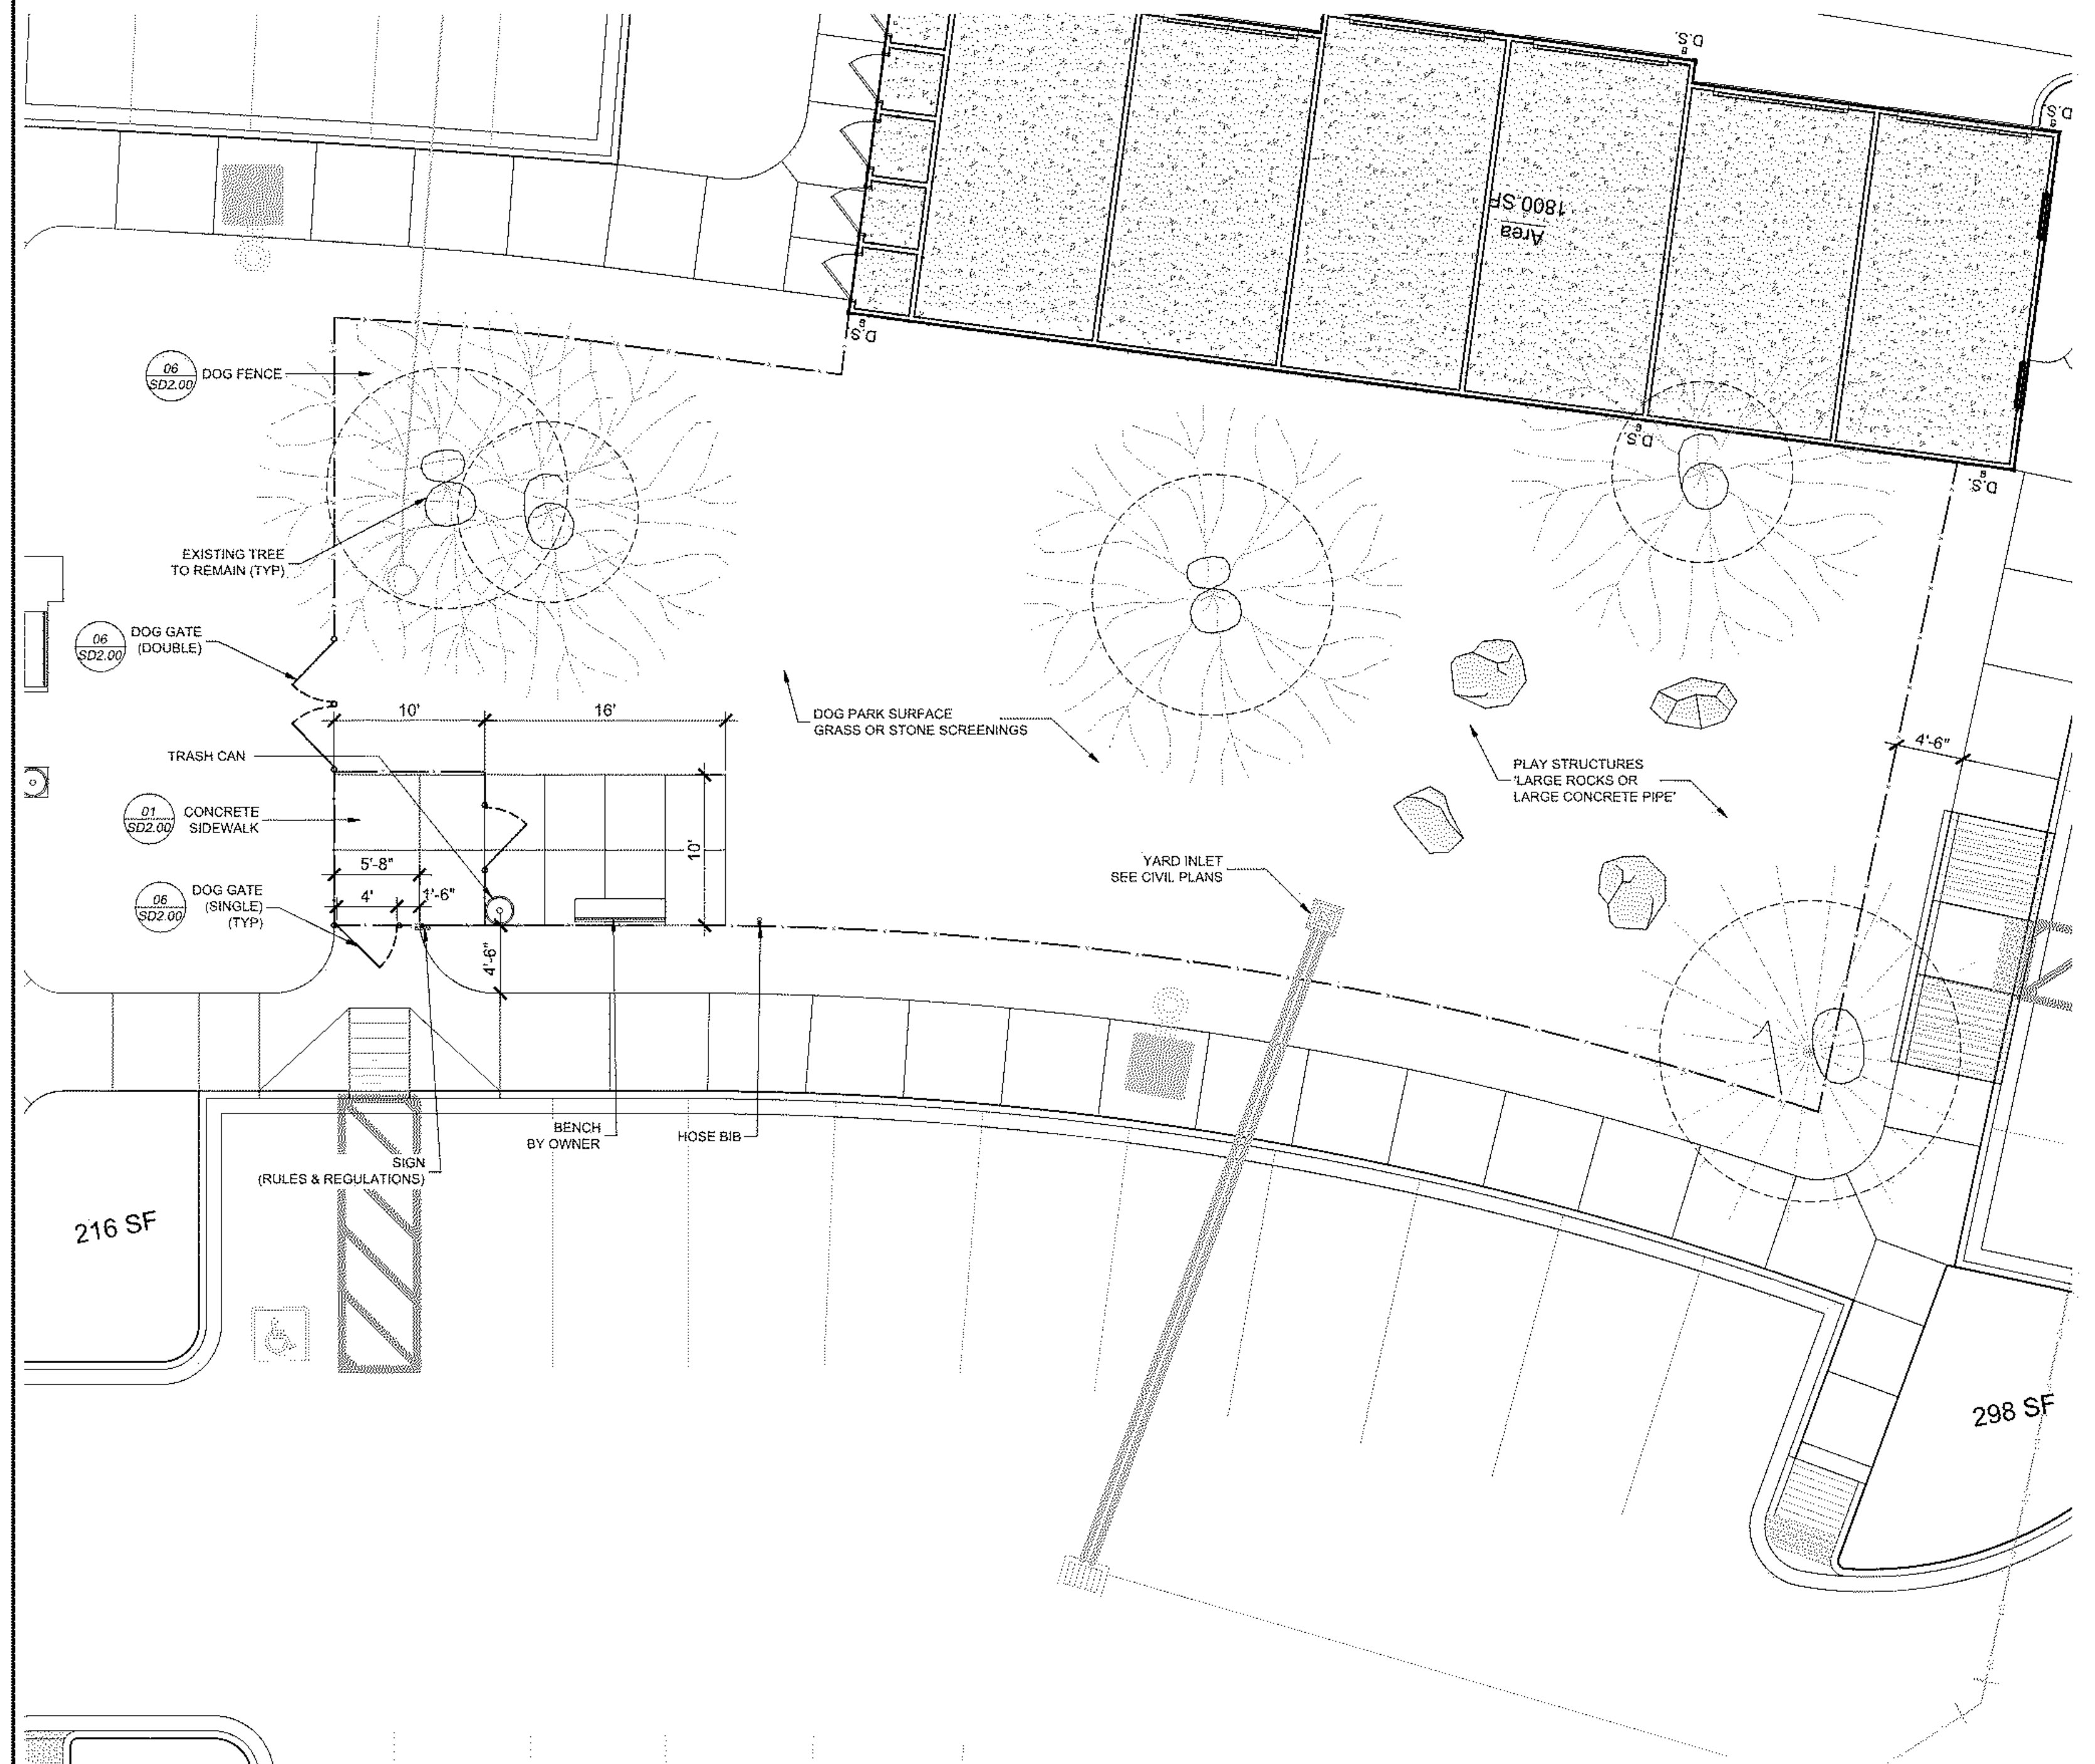 D.S.
D.S.
Area
1800 SF
D.S.
06
SD2.00
DOG FENCE
D.S.
D.S.
EXISTING TREE
TO REMAIN (TYP)
06
SD2.00
DOG GATE
(DOUBLE)
10'
16'
DOG PARK SURFACE
GRASS OR STONE SCREENINGS
4'-6"
TRASH CAN
PLAY STRUCTURES
'LARGE ROCKS OR
LARGE CONCRETE PIPE'
01
SD2.00
CONCRETE
SIDEWALK
10'
5'-8"
YARD INLET
SEE CIVIL PLANS
06
SD2.00
DOG GATE
(SINGLE)
(TYP)
4'
1'-6"
4'-6"
BENCH
BY OWNER
HOSE BIB
SIGN
(RULES & REGULATIONS)
216 SF
298 SF